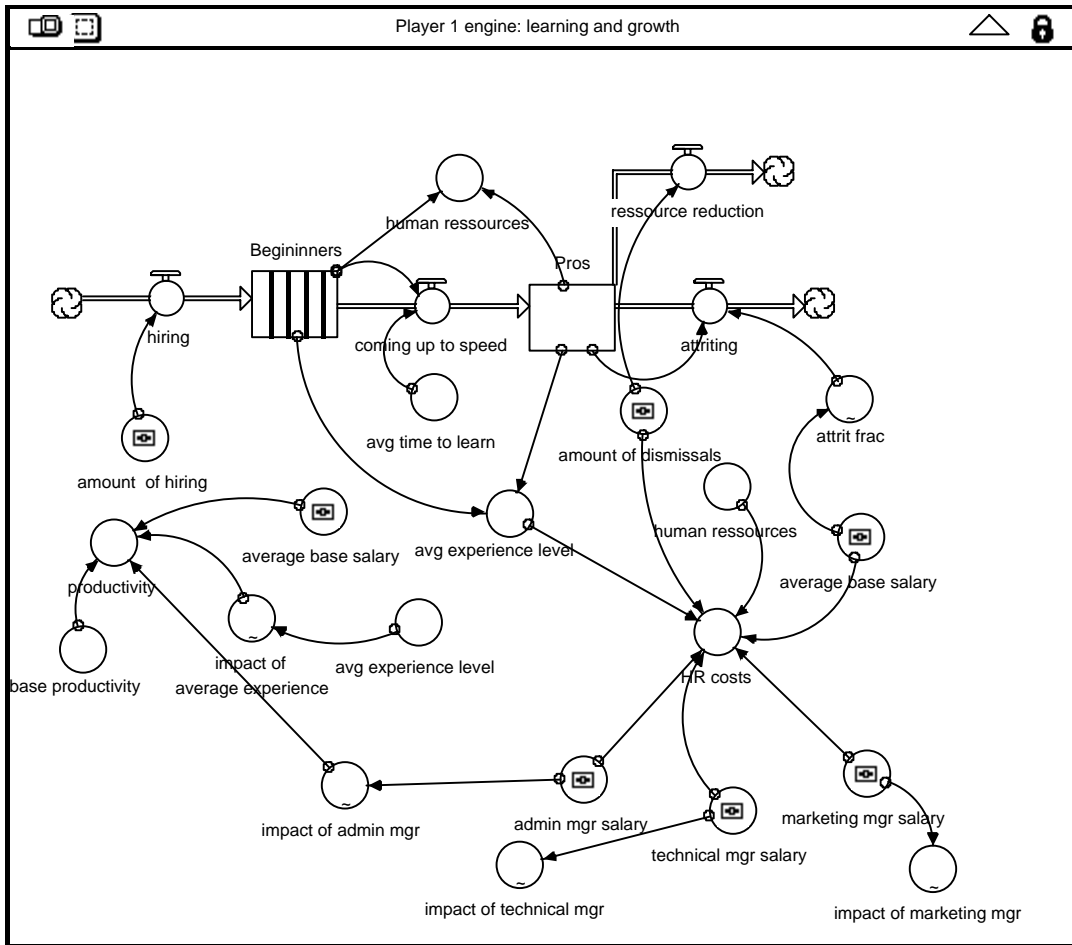 Player 1 engine: learning and growth
ressource reduction
human ressources
Begininners
Pros
hiring
coming up to speed
attriting
avg time to learn
attrit frac
amount of dismissals
amount of hiring
human ressources
average base salary
avg experience level
average base salary
productivity
impact of
average experience
avg experience level
base productivity
HR costs
impact of admin mgr
admin mgr salary
marketing mgr salary
technical mgr salary
impact of technical mgr
impact of marketing mgr
~
~
~
~
~